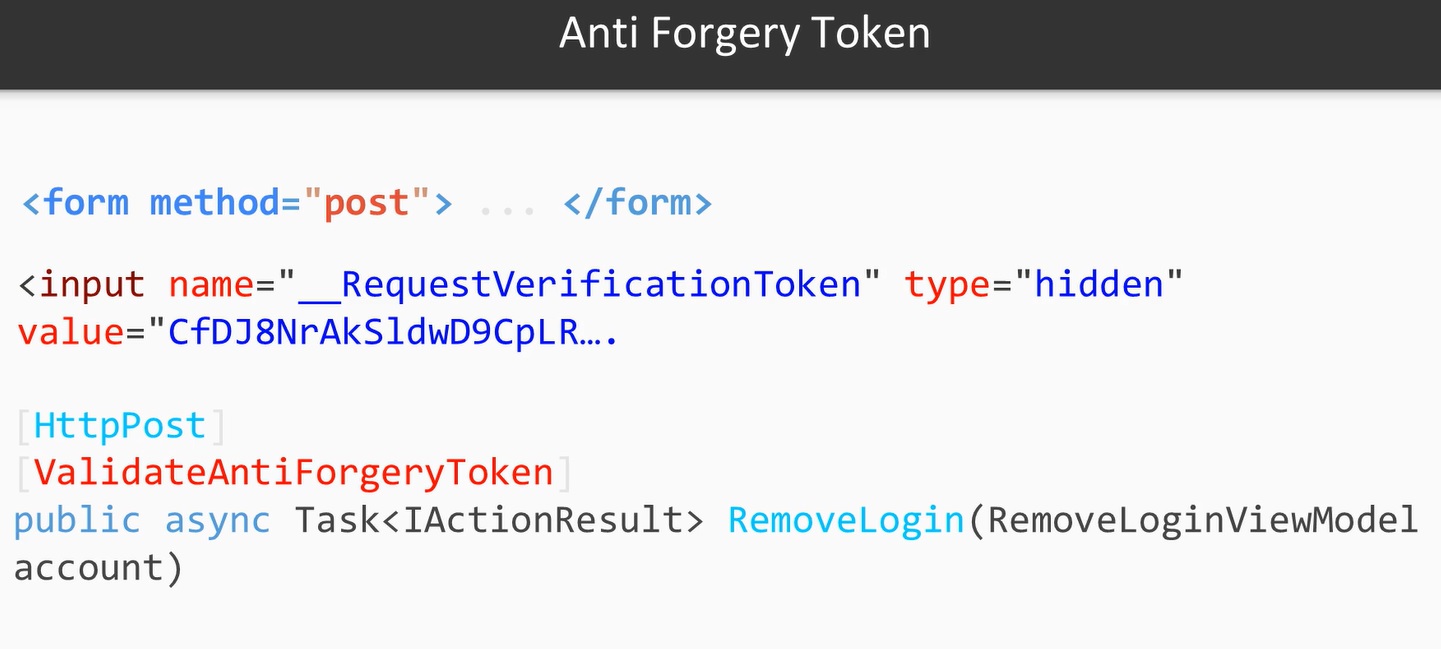 Anti Forgery Token
<form method="post"> ... </form>
<input name="__RequestVerificationToken" type="hidden"
value="CfDJ8NrAkSldwD9CpLR….
[HttpPost]
[ValidateAntiForgeryToken]
public async Task<IActionResult> RemoveLogin(RemoveLoginViewModel
account)